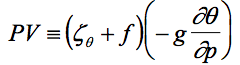 PV ≡ (ζ_θ + f)(−g ∂θ/∂p)